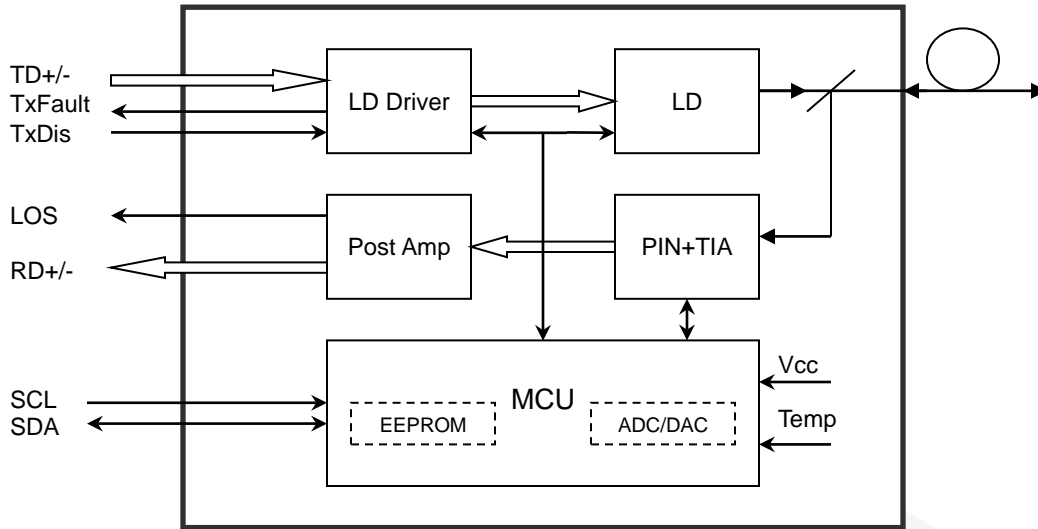 TD+/-
TxFault
TxDis
LD Driver
LD
LOS
RD+/-
Post Amp
PIN+TIA
SCL
SDA
MCU
EEPROM
ADC/DAC
Vcc
Temp